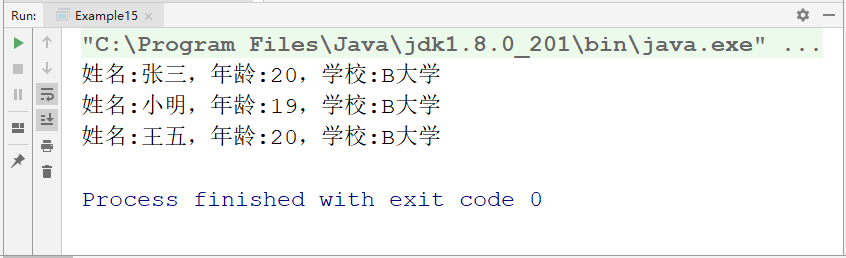 Run: Example15
"C:\Program Files\Java\jdk1.8.0_201\bin\java.exe" ...
姓名:张三，年龄:20，学校:B大学
姓名:小明，年龄:19，学校:B大学
姓名:王五，年龄:20，学校:B大学
Process finished with exit code 0